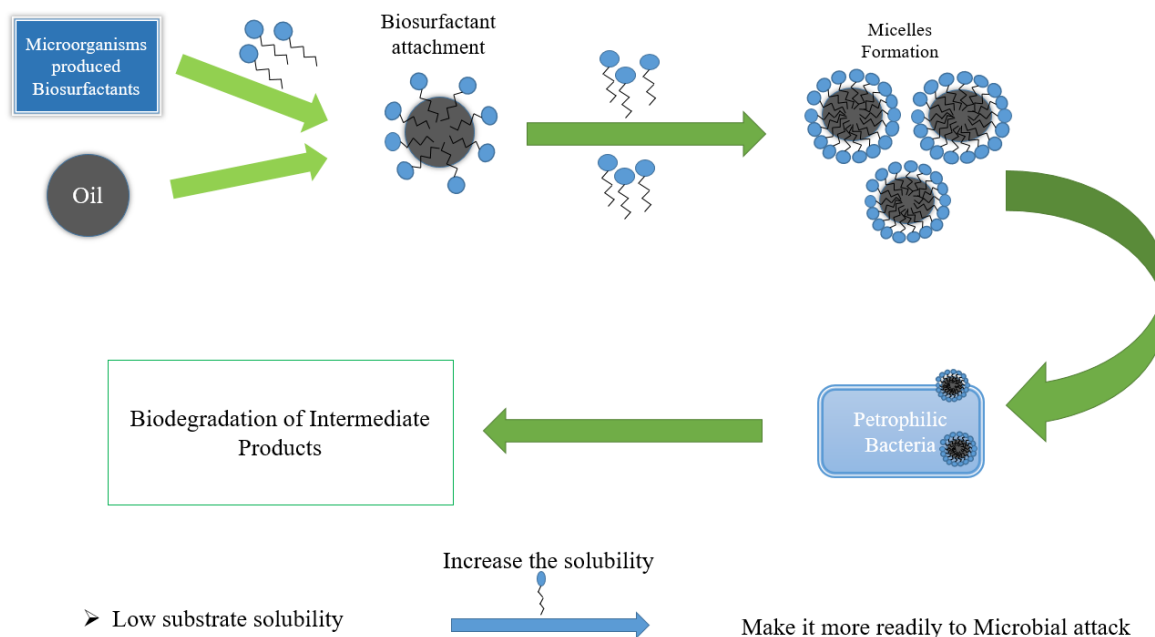 Microorganisms
produced
Biosurfactants
Oil
Biosurfactant
attachment
Micelles
Formation
Petrophilic
Bacteria
Biodegradation of Intermediate
Products
Increase the solubility
➢ Low substrate solubility
Make it more readily to Microbial attack